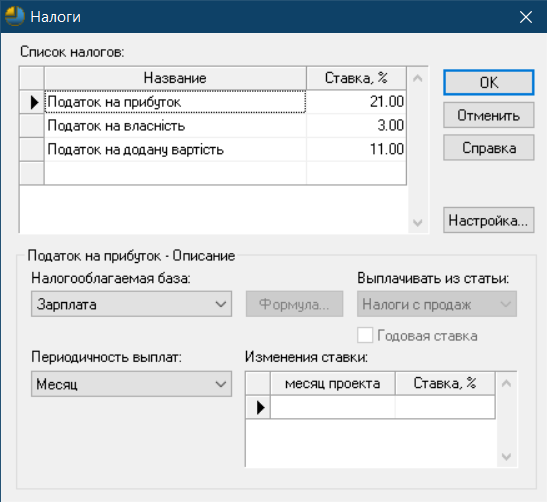 Налоги
Список налогов:
Название Ставка, %
Податок на прибуток 21.00
Податок на власність 3.00
Податок на додану вартість 11.00
OK
Отменить
Справка
Настройка...
Податок на прибуток - Описание
Налогооблагаемая база: Выплачивать из статьи:
Зарплата Формула... Налоги с продаж
Годовая ставка
Периодичность выплат: Изменения ставки:
Месяц месяц проекта Ставка, %